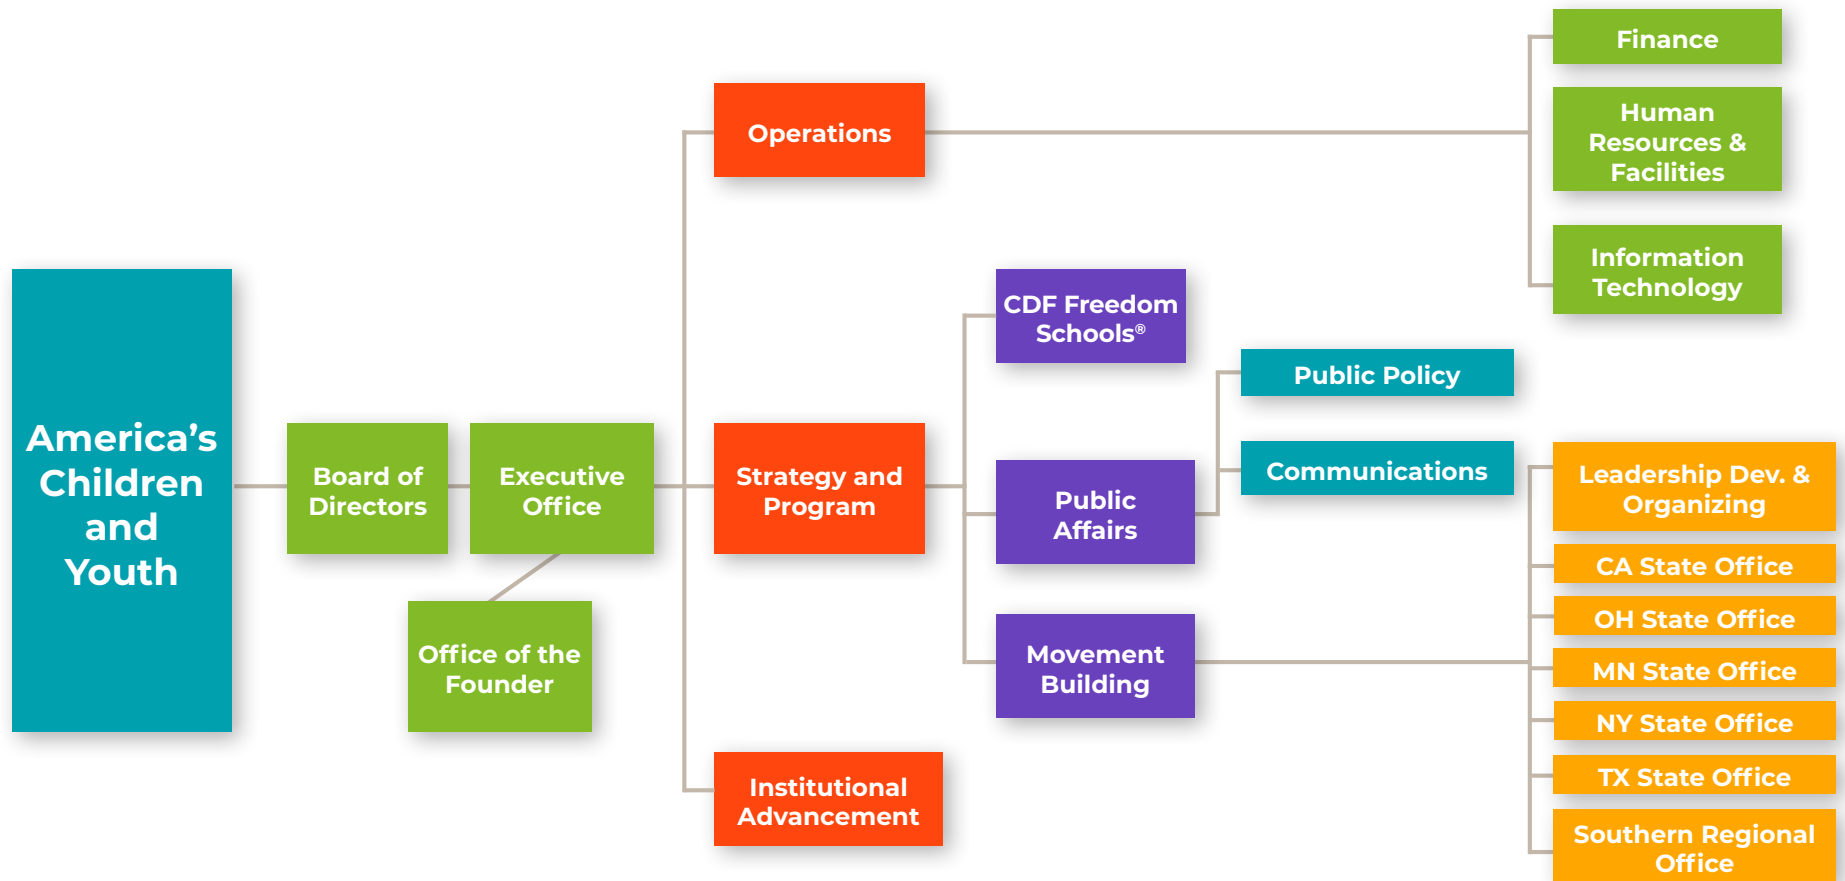 America’s
Children
and
Youth
Board of
Directors
Executive
Office
Office of the
Founder
Operations
Strategy and
Program
Institutional
Advancement
CDF Freedom
Schools®
Public
Affairs
Movement
Building
Public Policy
Communications
Finance
Human
Resources &
Facilities
Information
Technology
Leadership Dev. &
Organizing
CA State Office
OH State Office
MN State Office
NY State Office
TX State Office
Southern Regional
Office